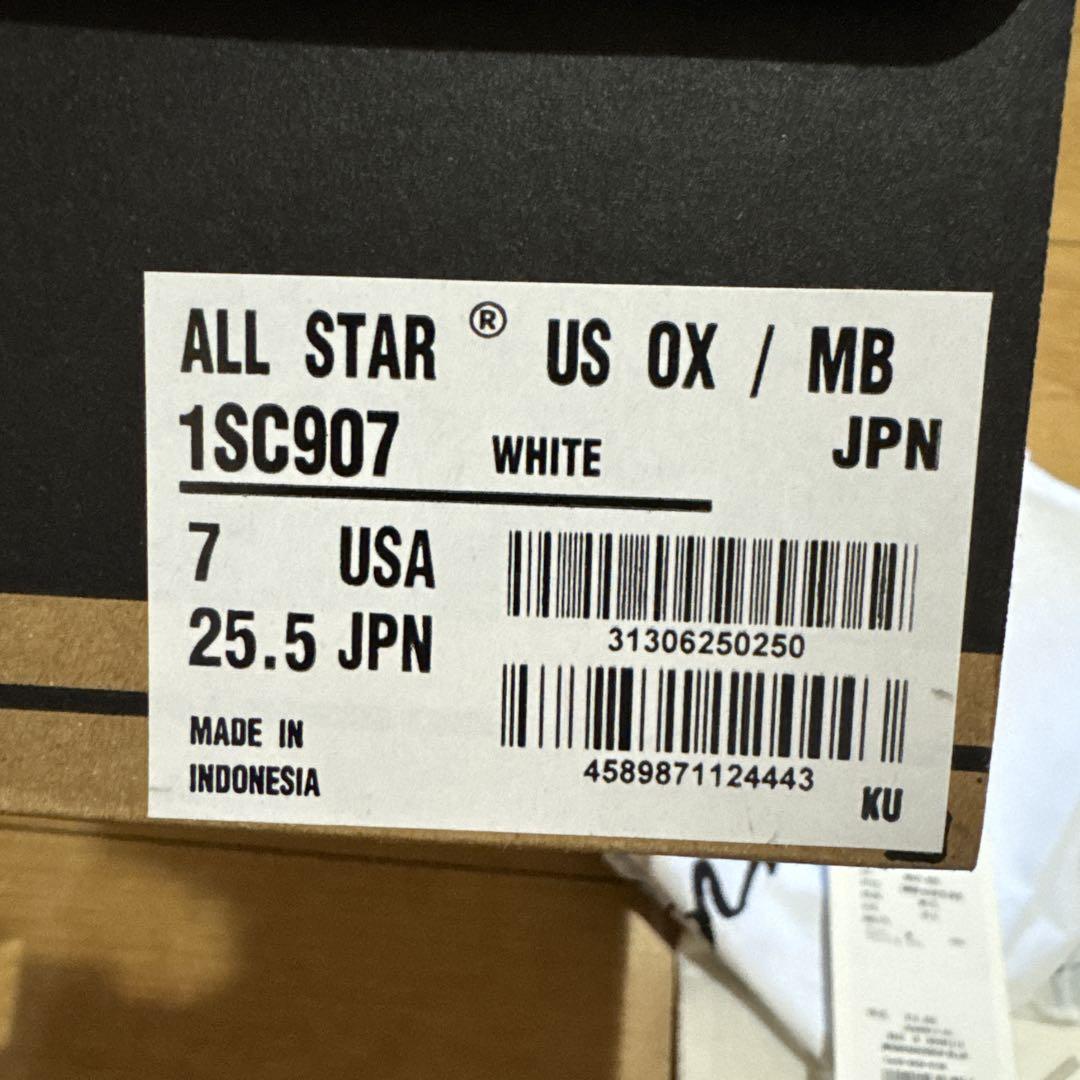 ALL STAR ® US OX / MB
1SC907 WHITE JPN
7 USA
25.5 JPN
31306250250
4589871124443
MADE IN
INDONESIA
KU